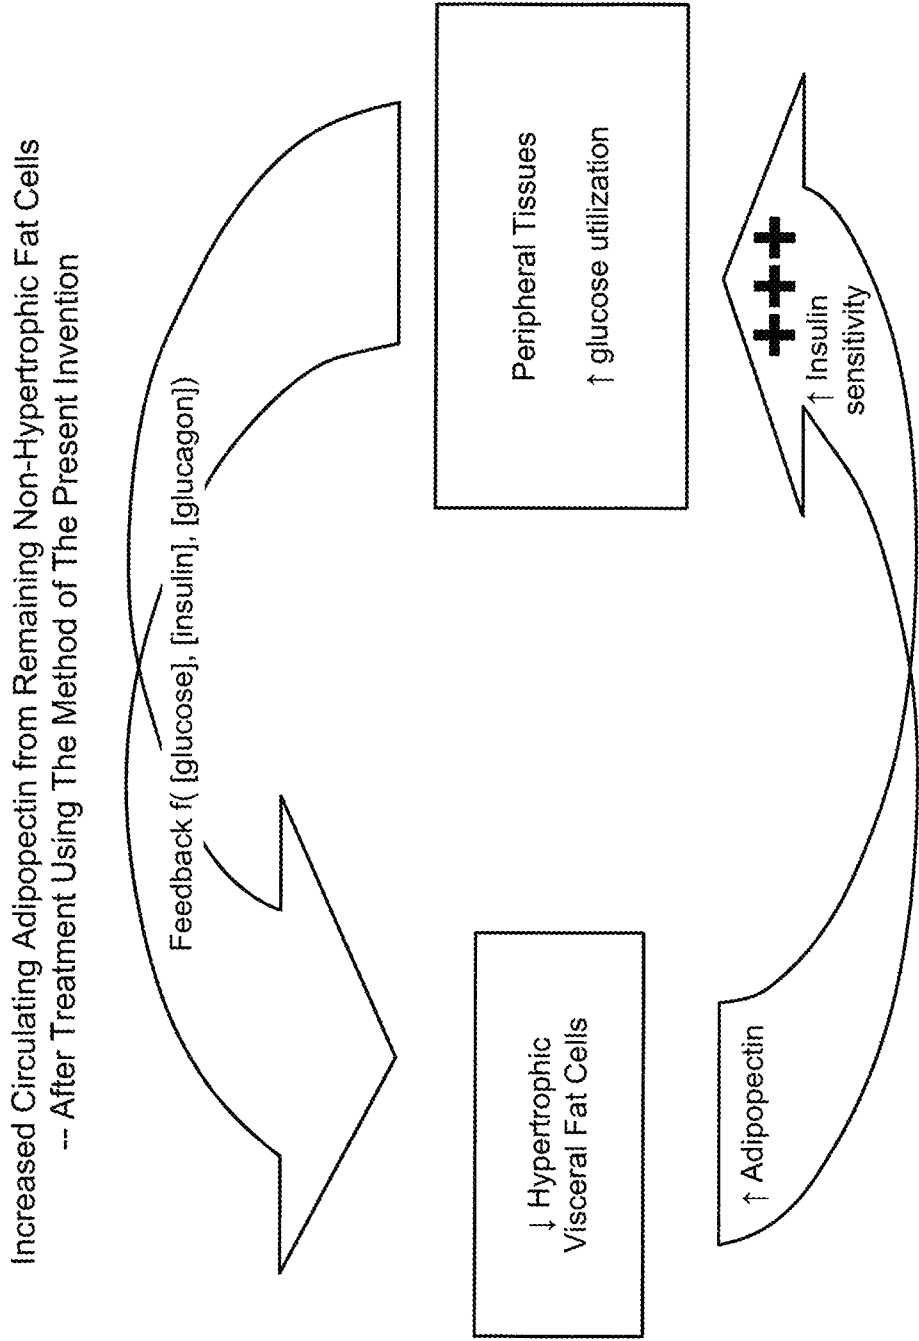 Increased Circulating Adipopectin from Remaining Non-Hypertrophic Fat Cells
-- After Treatment Using The Method of The Present Invention
Feedback f( [glucose], [insulin], [glucagon])
↓ Hypertrophic
Visceral Fat Cells
Peripheral Tissues
↑ glucose utilization
↑ Adipopectin
+++
↑ Insulin
sensitivity